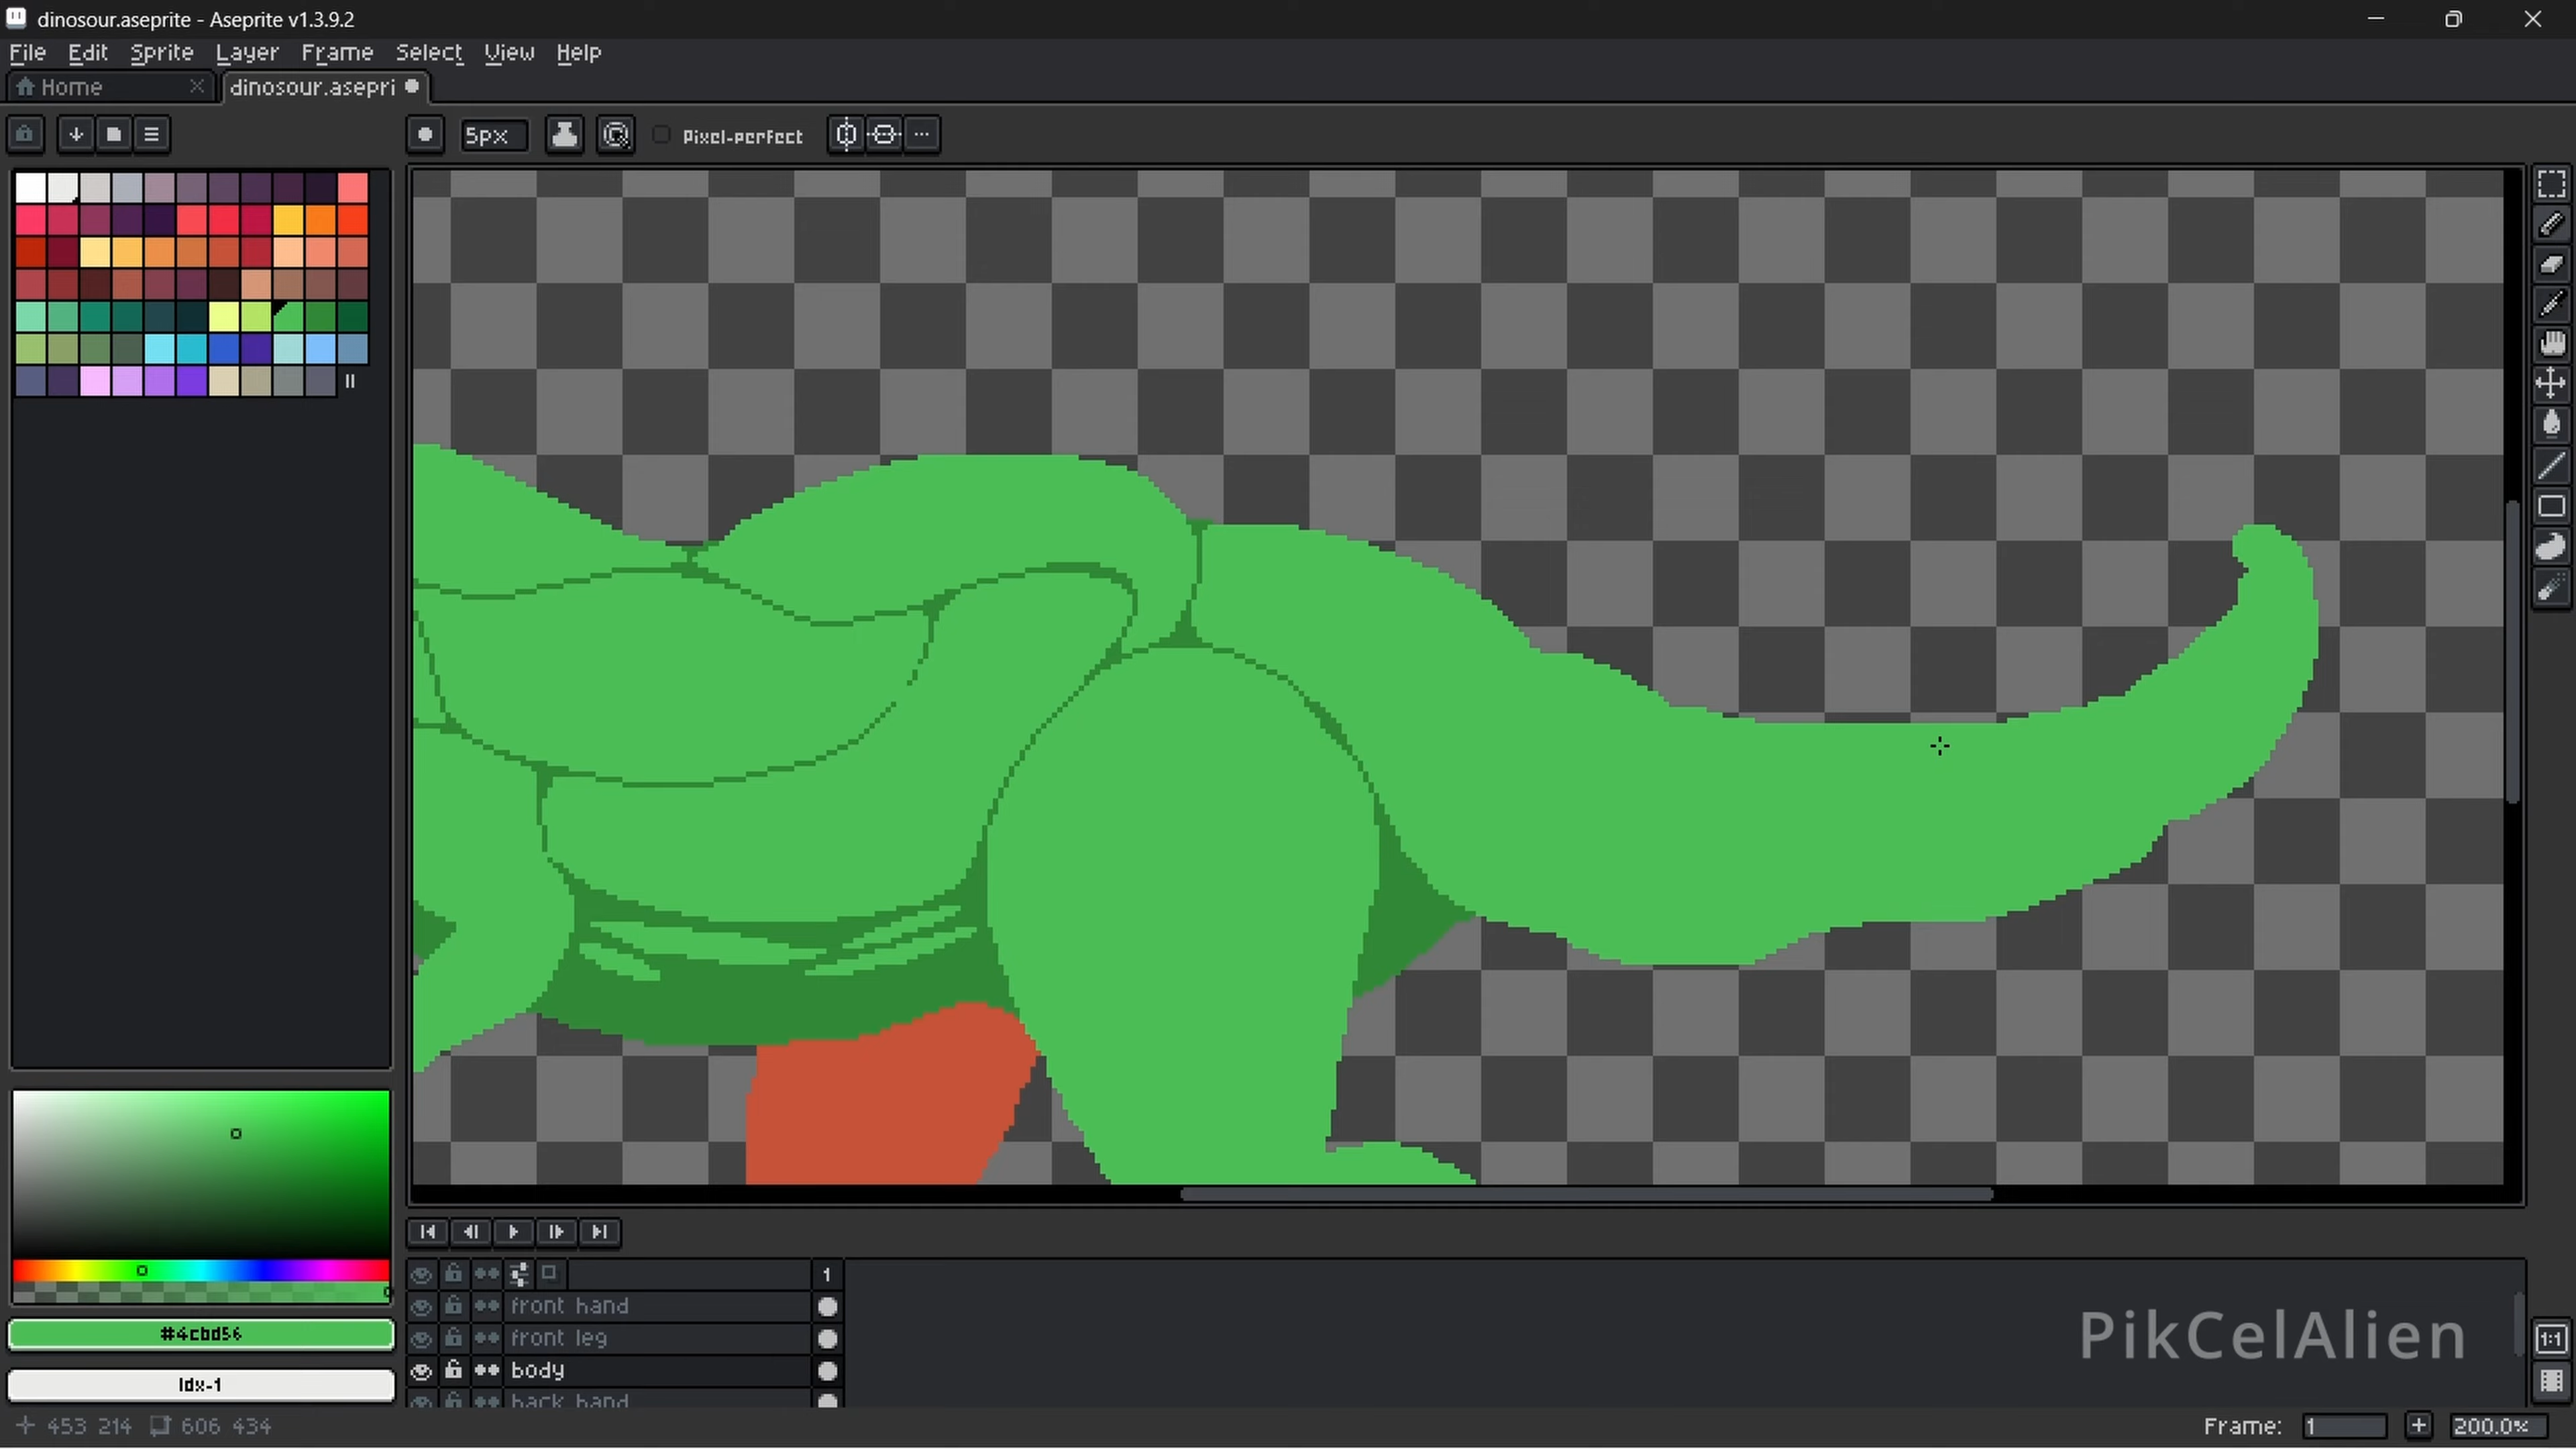 dinosour.aseprite - Aseprite v1.3.9.2
File Edit Sprite Layer Frame Select View Help
Home dinosour.asepri
5px Pixel-perfect
#4cbd56
Idx-1
1
front hand
front leg
body
back hand
PikCelAlien
1:1
453 214 606 434
Frame: 1 200.0%